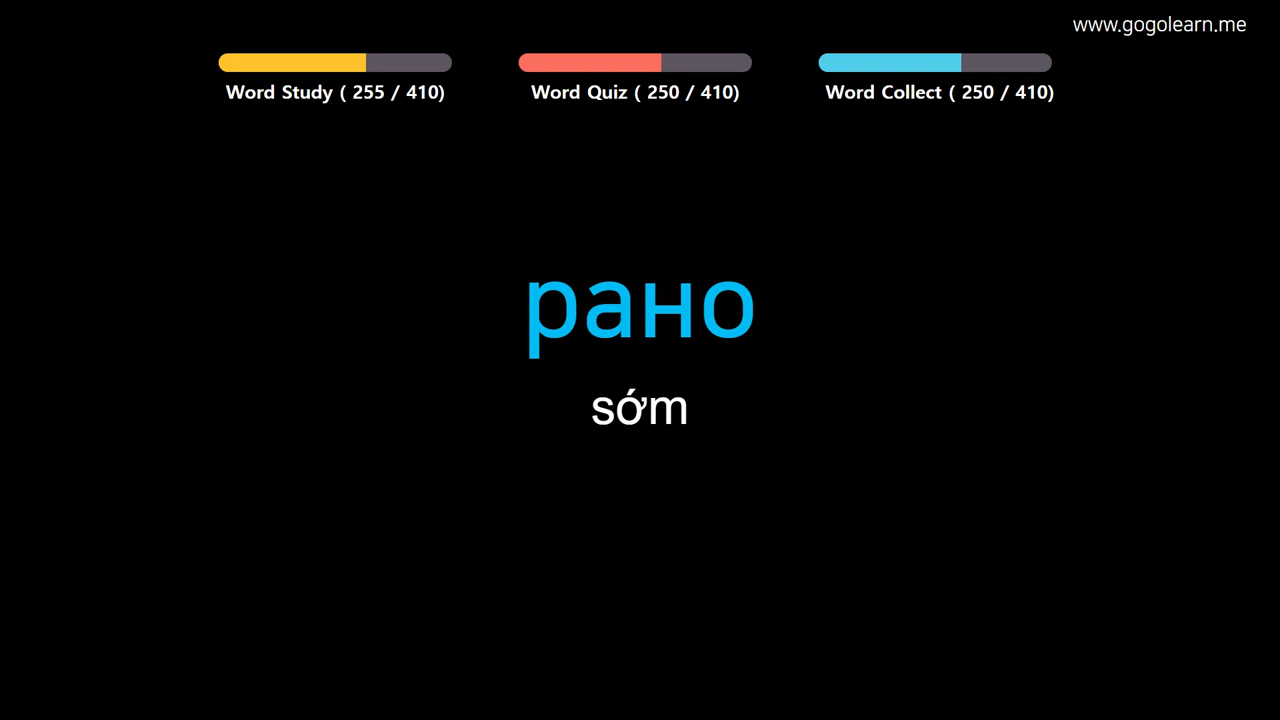 www.gogolearn.me
Word Study ( 255 / 410)
Word Quiz ( 250 / 410)
Word Collect ( 250 / 410)
рано
sớm